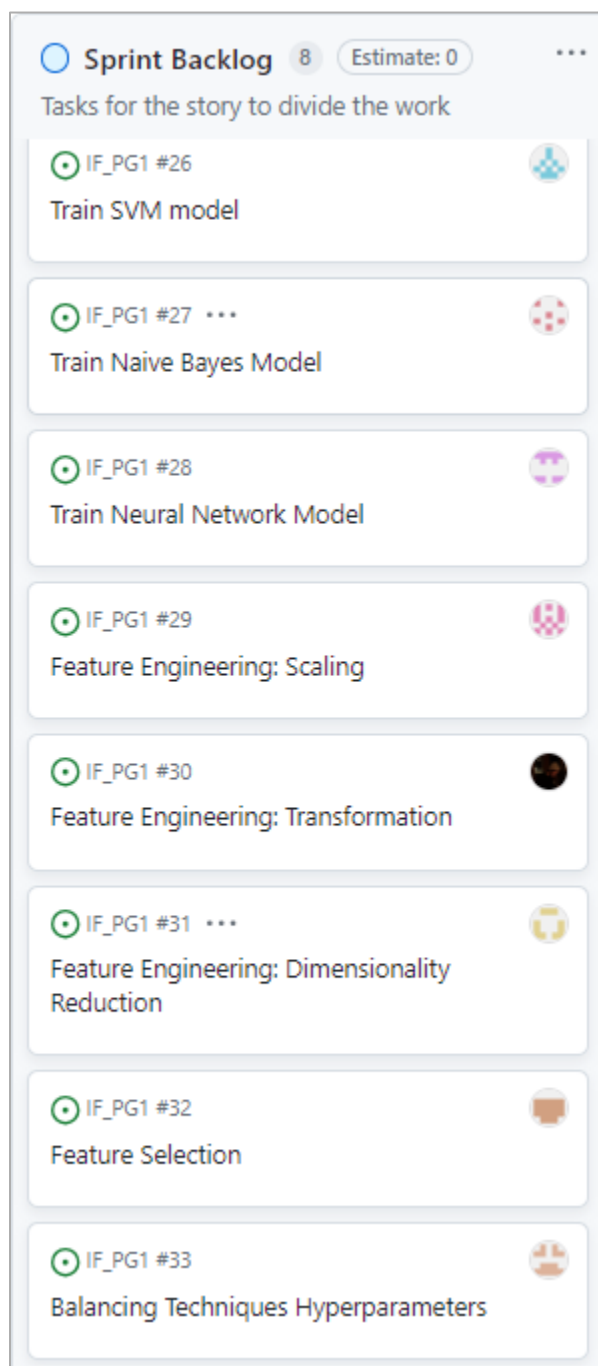 Sprint Backlog 8 Estimate: 0 ...
Tasks for the story to divide the work
IF_PG1 #26
Train SVM model
IF_PG1 #27 ...
Train Naive Bayes Model
IF_PG1 #28
Train Neural Network Model
IF_PG1 #29
Feature Engineering: Scaling
IF_PG1 #30
Feature Engineering: Transformation
IF_PG1 #31 ...
Feature Engineering: Dimensionality
Reduction
IF_PG1 #32
Feature Selection
IF_PG1 #33
Balancing Techniques Hyperparameters